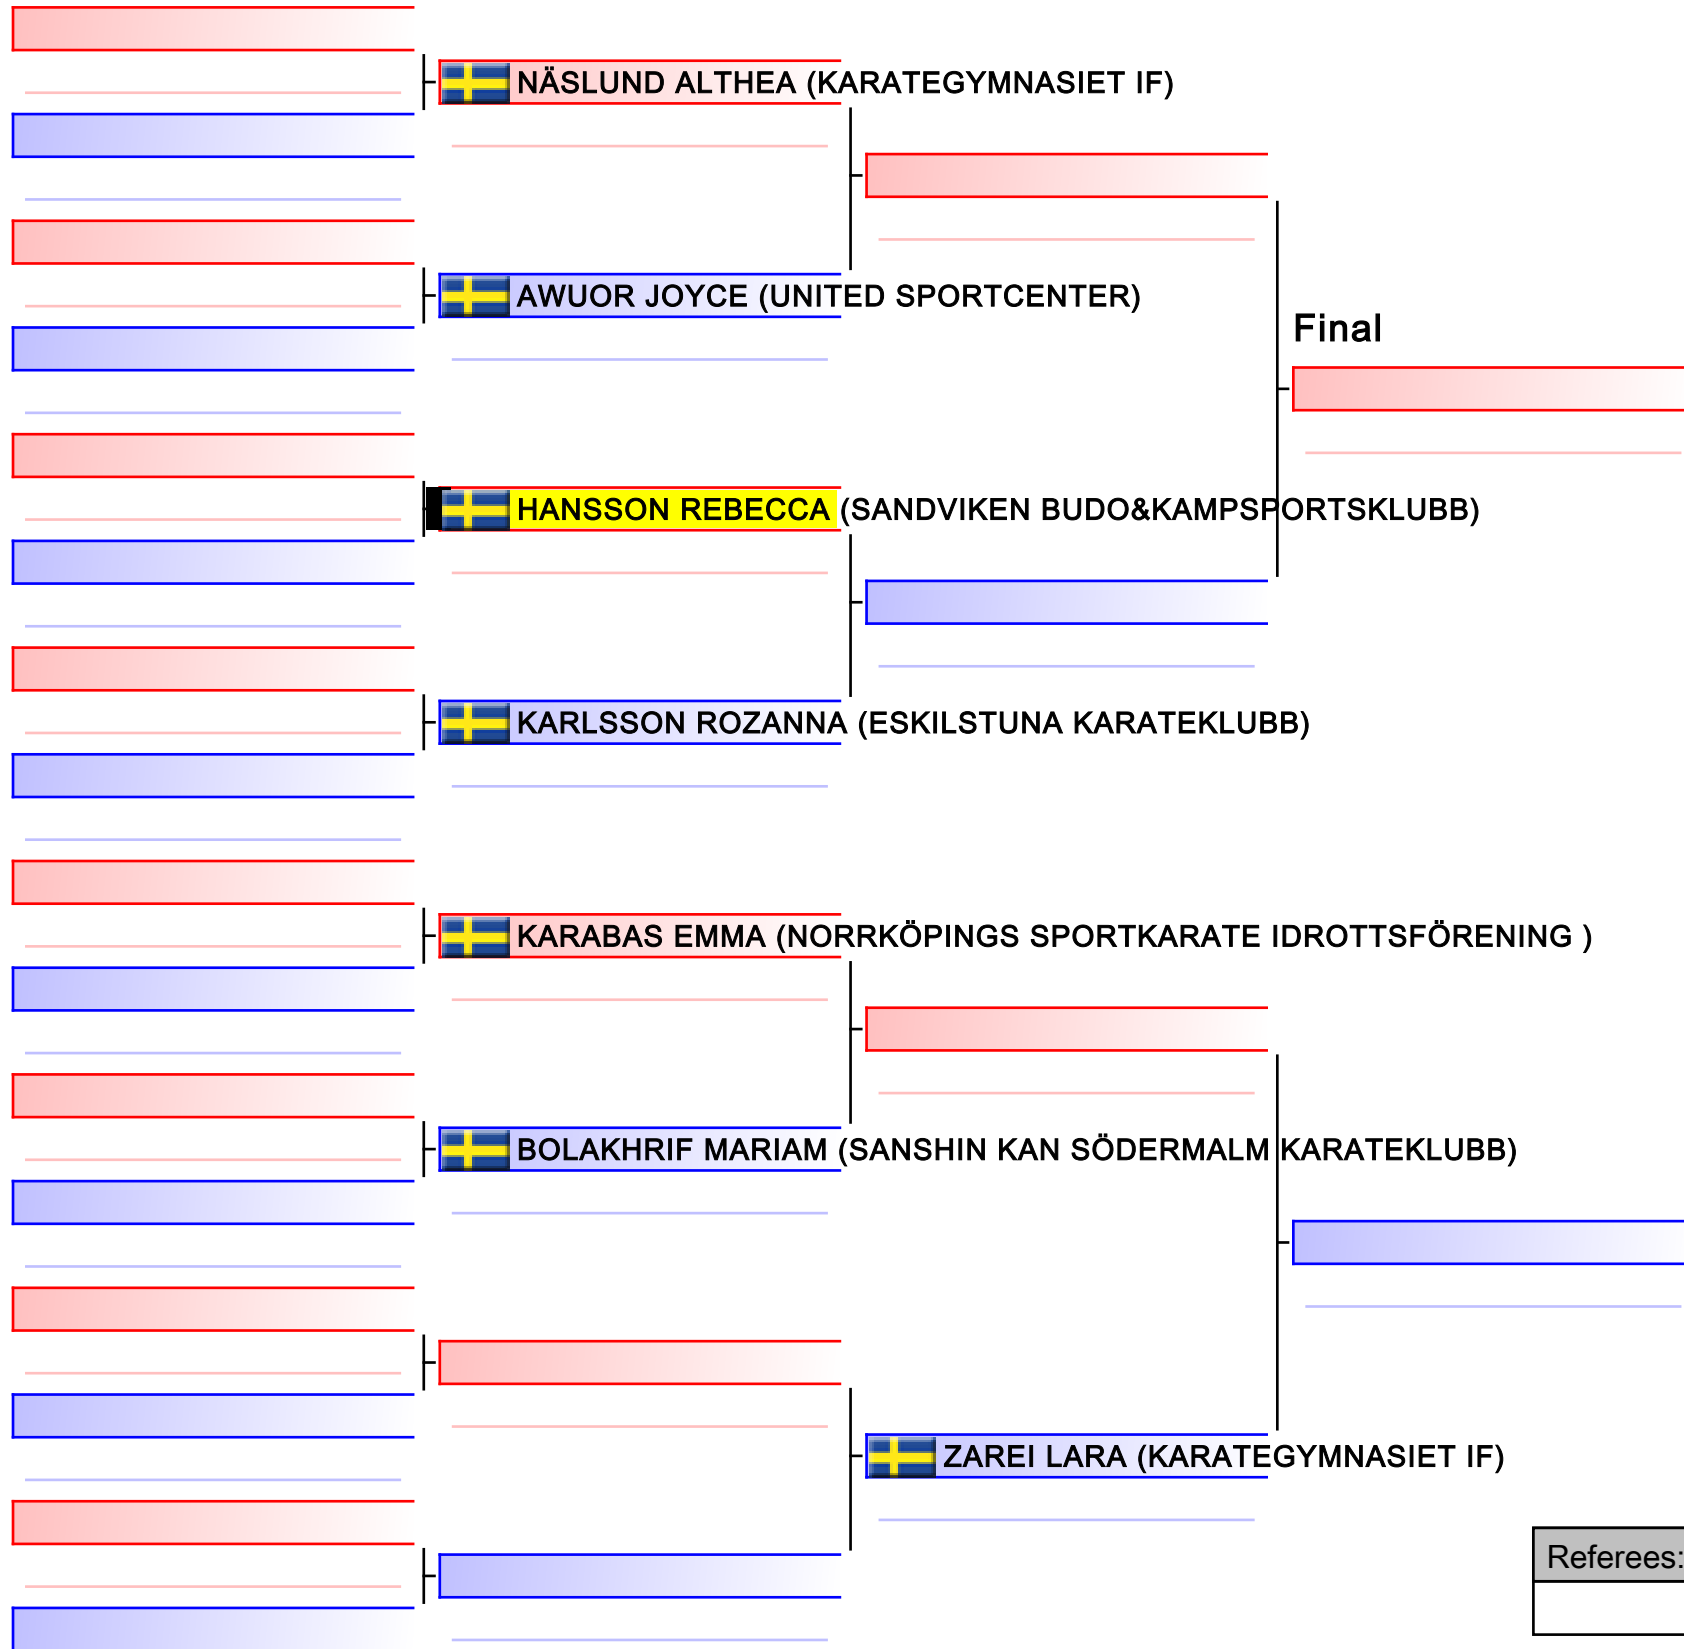 NÄSLUND ALTHEA (KARATEGYMNASIET IF)
AWUOR JOYCE (UNITED SPORTCENTER)
Final
HANSSON REBECCA (SANDVIKEN BUDO&KAMPSPORTSKLUBB)
KARLSSON ROZANNA (ESKILSTUNA KARATEKLUBB)
KARABAS EMMA (NORRKÖPINGS SPORTKARATE IDROTTSFÖRENING )
BOLAKHRIF MARIAM (SANSHIN KAN SÖDERMALM KARATEKLUBB)
ZAREI LARA (KARATEGYMNASIET IF)
Referees: